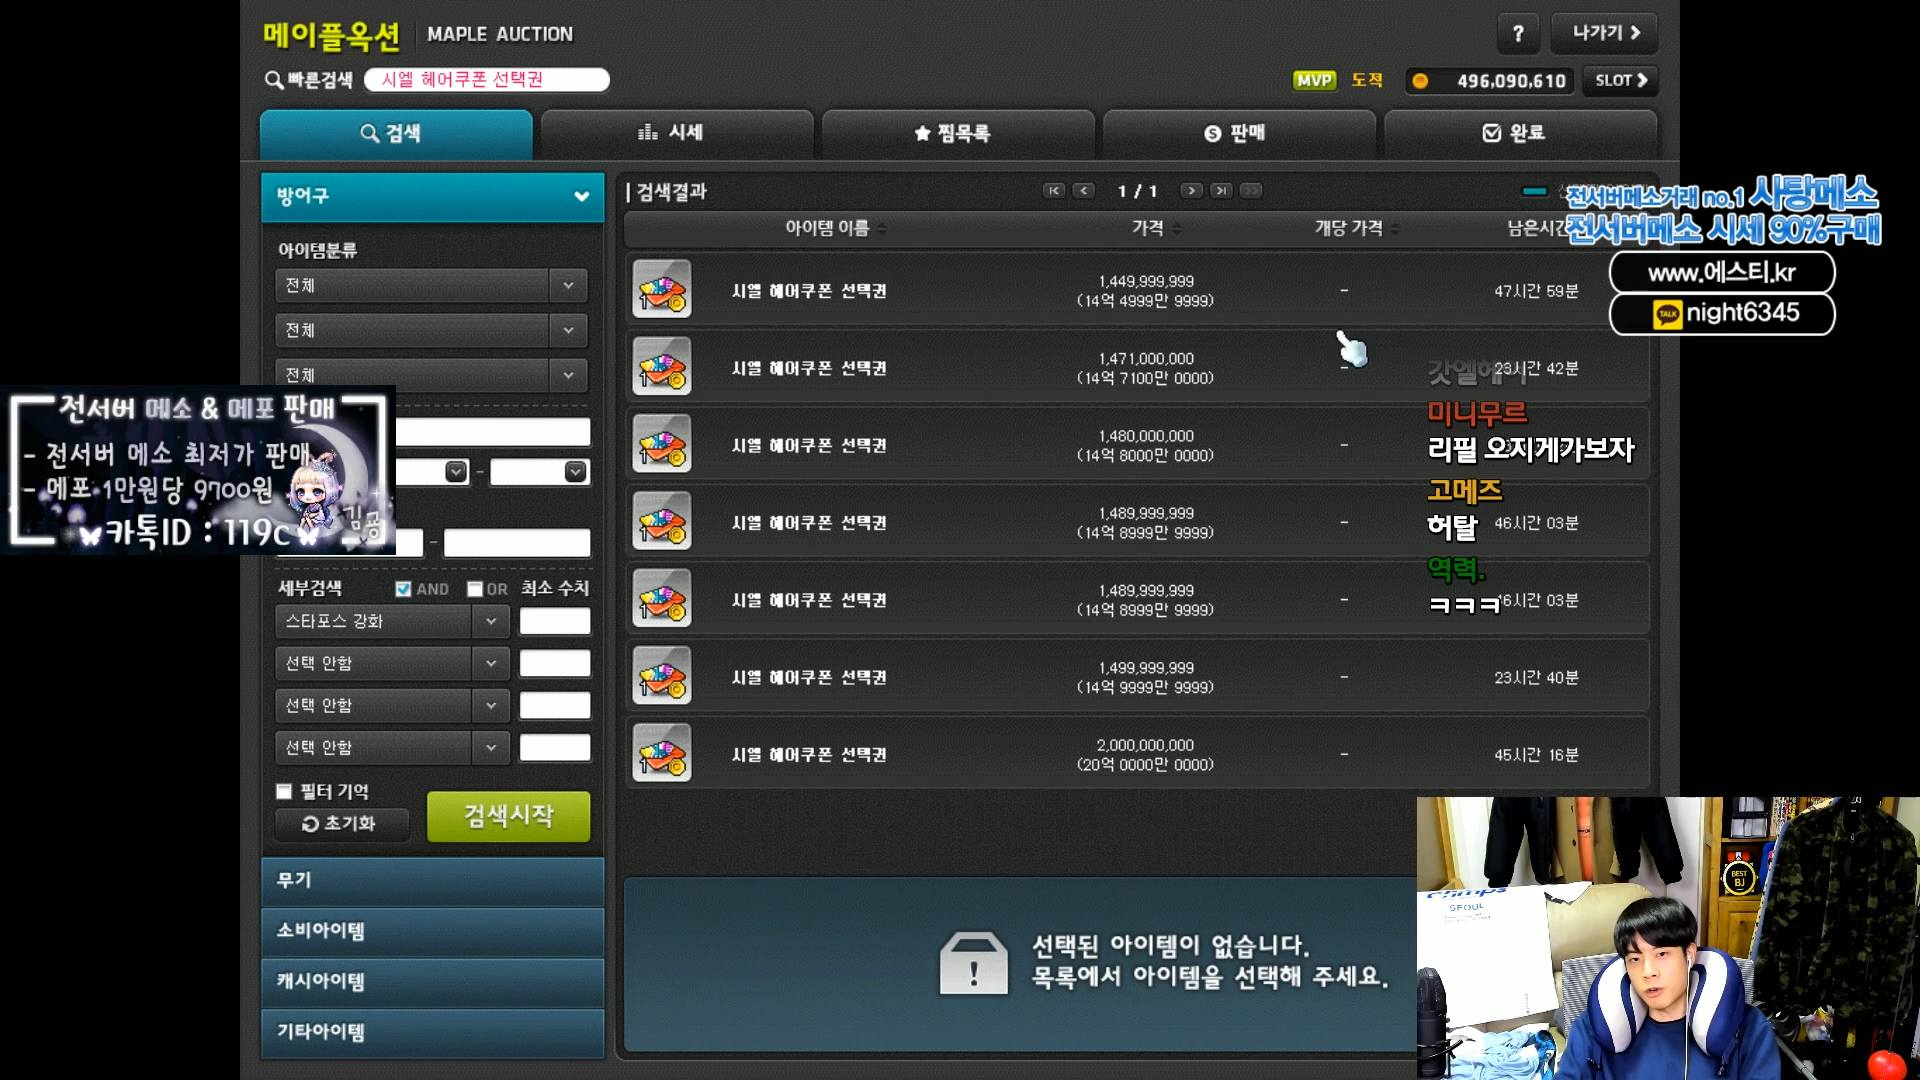 메이플옥션
MAPLE AUCTION
?
나가기
빠른검색
시엘 헤어쿠폰 선택권
MVP
도적
496,090,610
SLOT
검색
시세
찜목록
판매
완료
방어구
아이템분류
전체
전체
전체
세부검색
AND
OR
최소 수치
스타포스 강화
선택 안함
선택 안함
선택 안함
필터 기억
초기화
검색시작
무기
소비아이템
캐시아이템
기타아이템
검색결과
1 / 1
아이템 이름
가격
개당 가격
남은시간
시엘 헤어쿠폰 선택권
1,449,999,999
(14억 4999만 9999)
-
47시간 59분
시엘 헤어쿠폰 선택권
1,471,000,000
(14억 7100만 0000)
-
23시간 42분
시엘 헤어쿠폰 선택권
1,480,000,000
(14억 8000만 0000)
-
시엘 헤어쿠폰 선택권
1,489,999,999
(14억 8999만 9999)
-
46시간 03분
시엘 헤어쿠폰 선택권
1,489,999,999
(14억 8999만 9999)
-
46시간 03분
시엘 헤어쿠폰 선택권
1,499,999,999
(14억 9999만 9999)
-
23시간 40분
시엘 헤어쿠폰 선택권
2,000,000,000
(20억 0000만 0000)
-
45시간 16분
선택된 아이템이 없습니다.
목록에서 아이템을 선택해 주세요.
전서버메소거래 no.1 사탕메소
전서버메소 시세 90%구매
www.에스티.kr
TALK night6345
미니무르
리필 오지게가보자
고메즈
허탈
역력.
ㅋㅋㅋ
전서버 메소 & 메포 판매
- 전서버 메소 최저가 판매
- 메포 1만원당 9700원
카톡ID : 119c
SEOUL
BEST
BJ